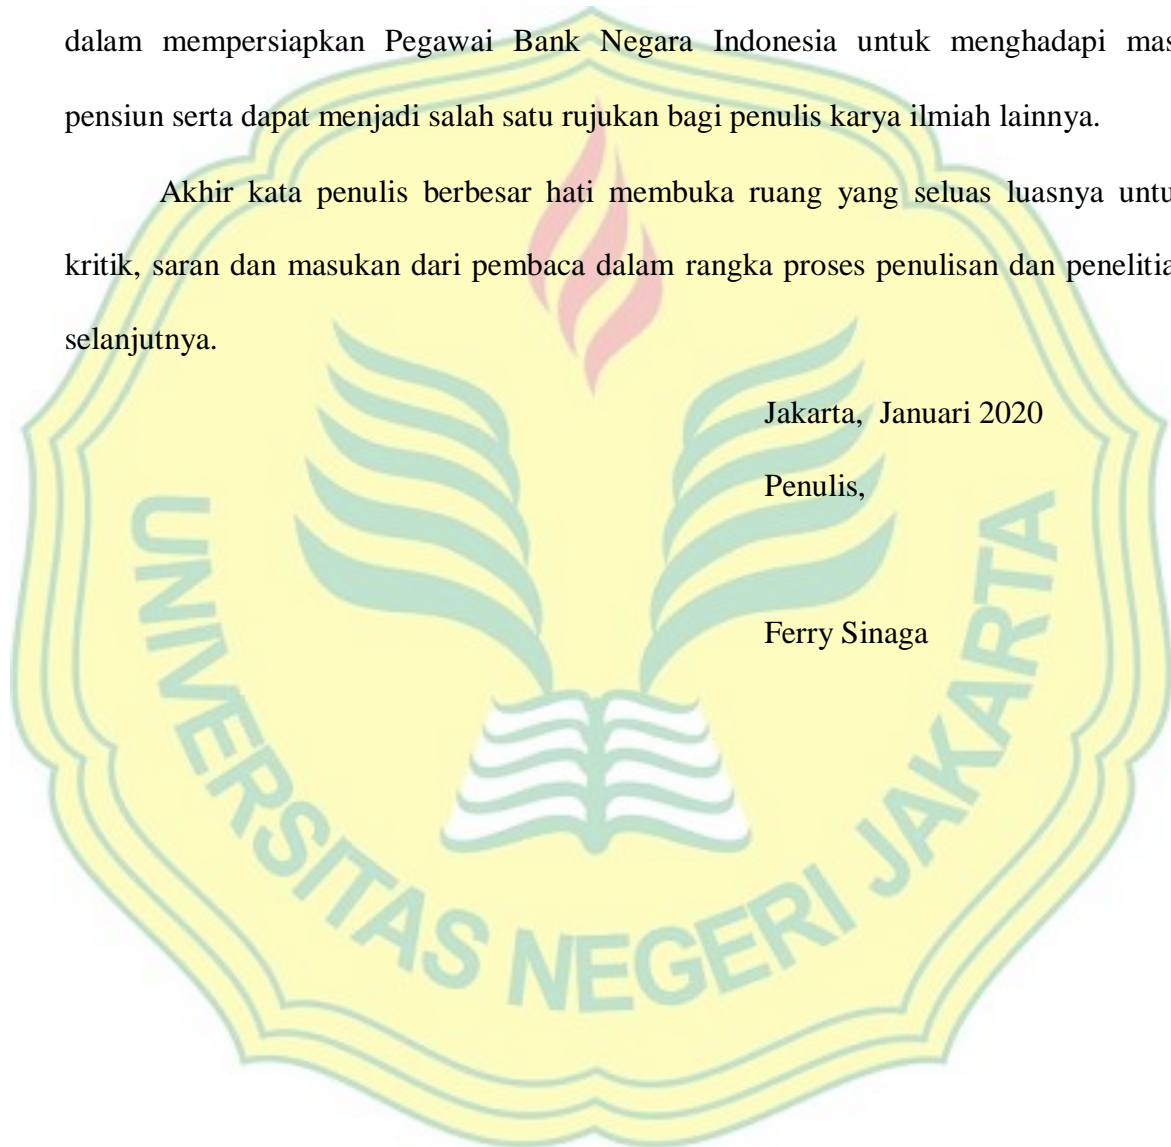 dalam mempersiapkan Pegawai Bank Negara Indonesia untuk menghadapi mas
pensiun serta dapat menjadi salah satu rujukan bagi penulis karya ilmiah lainnya.
Akhir kata penulis berbesar hati membuka ruang yang seluas luasnya untu
kritik, saran dan masukan dari pembaca dalam rangka proses penulisan dan penelitia
selanjutnya.
Jakarta, Januari 2020
Penulis,
Ferry Sinaga
UNIVERSITAS NEGERI JAKARTA